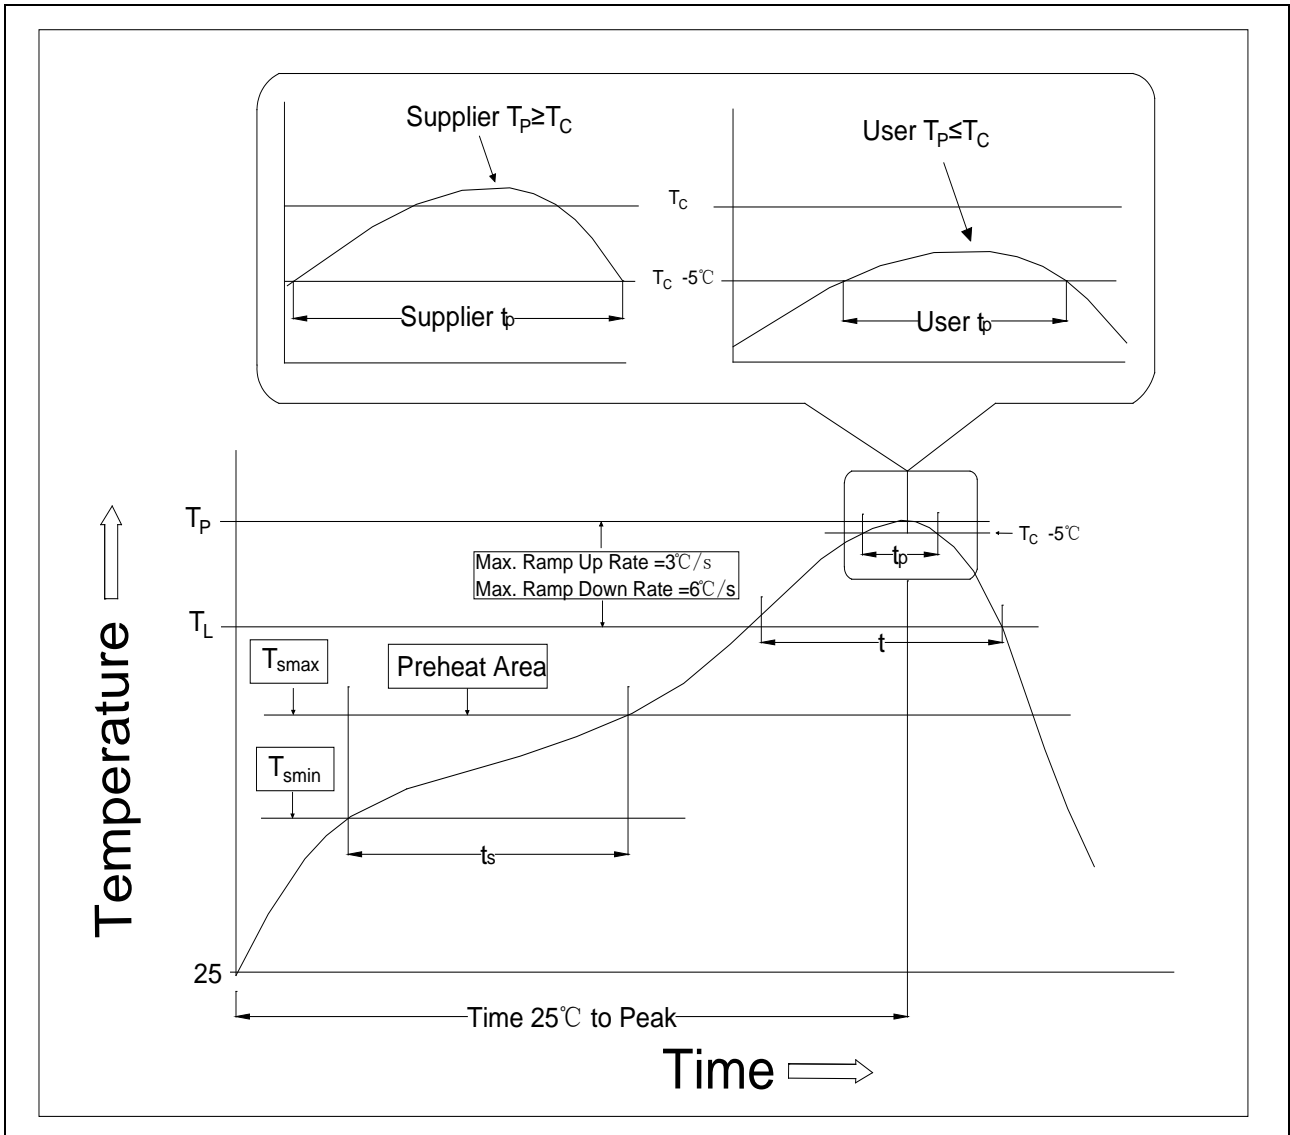 Supplier TP≥TC
User TP≤TC
TC
TC -5℃
Supplier tp
User tp
TP
TC -5℃
tp
Max. Ramp Up Rate =3℃/s
Max. Ramp Down Rate =6℃/s
TL
t
Tsmax
Preheat Area
Tsmin
ts
Temperature
25
Time 25℃ to Peak
Time